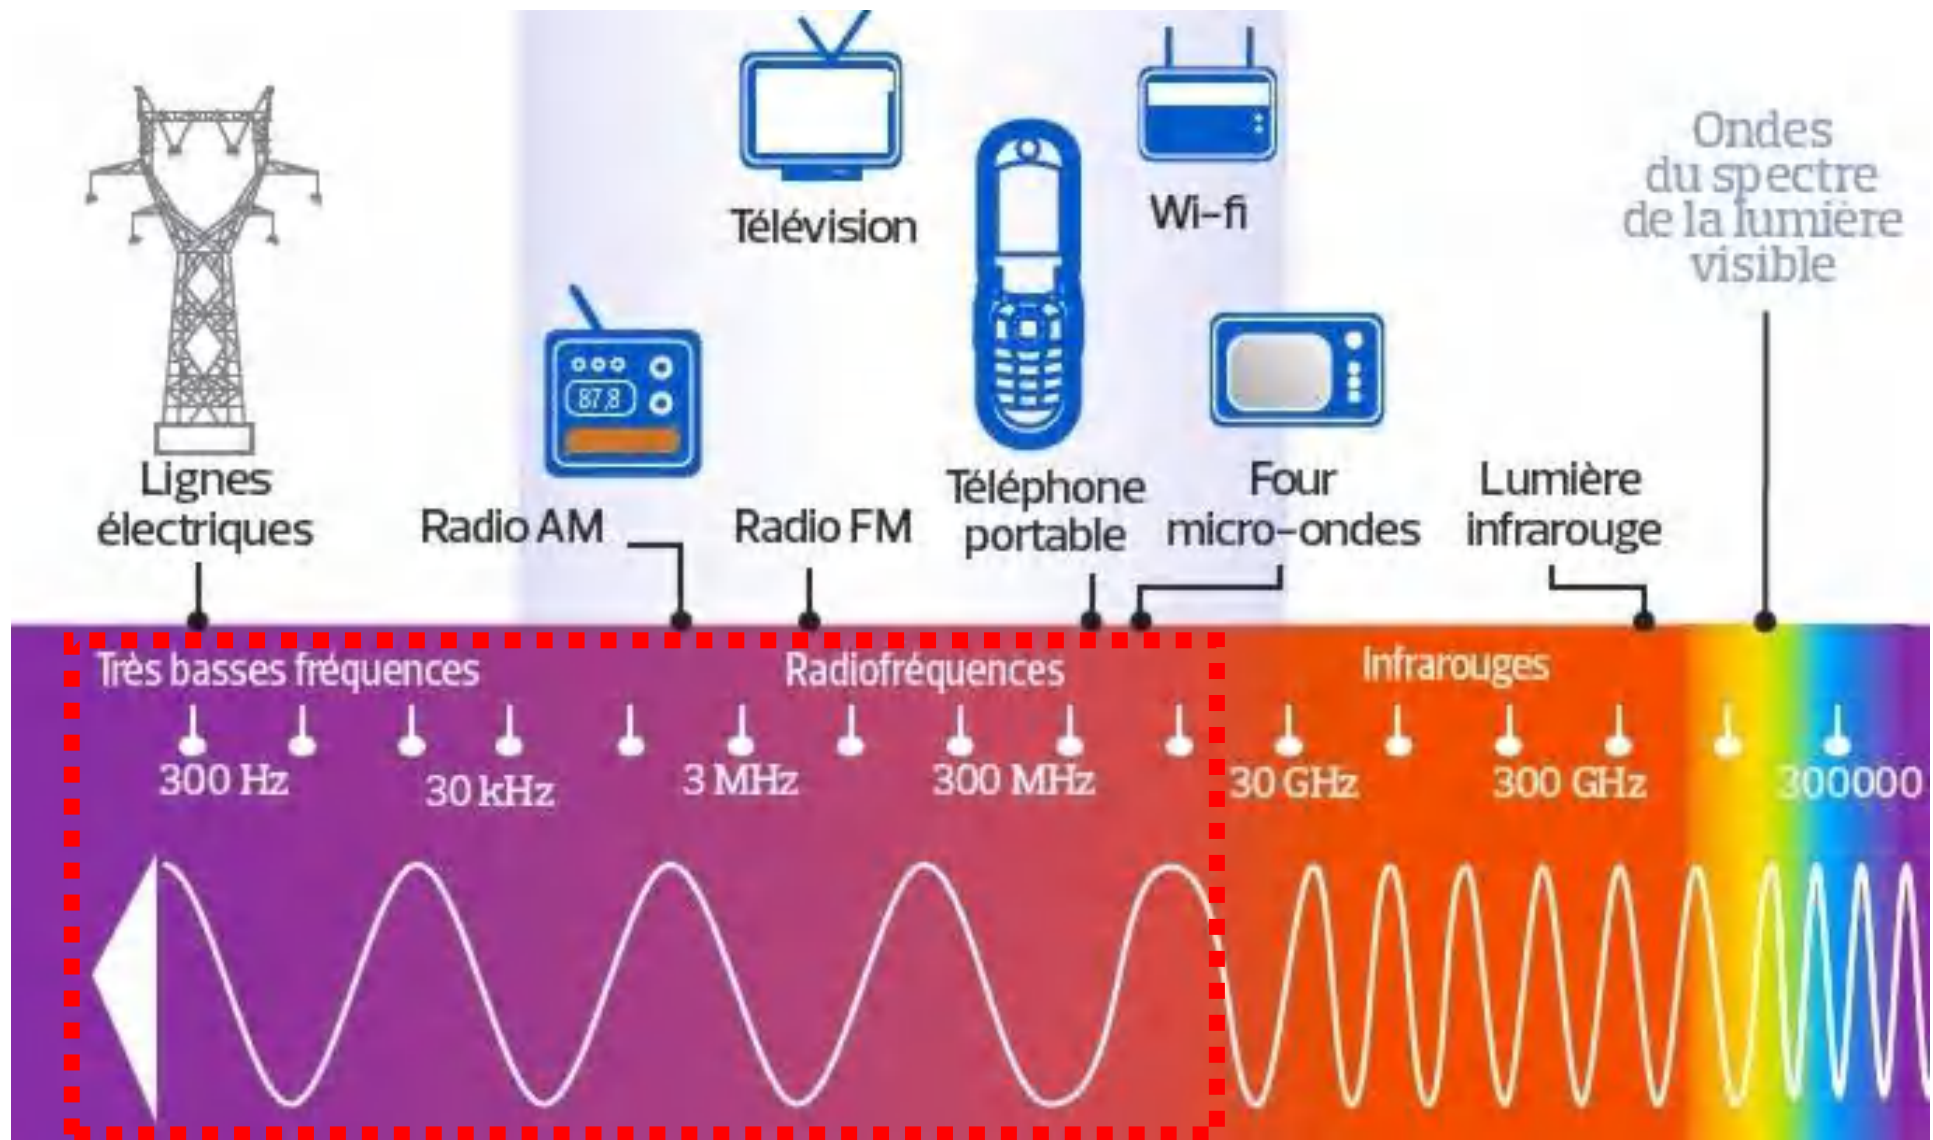 Télévision
Wi-fi
Ondes
du spectre
de la lumière
visible
87,8
Lignes
électriques
Radio AM
Radio FM
Téléphone
portable
Four
micro-ondes
Lumière
infrarouge
Très basses fréquences
Radiofréquences
Infrarouges
300 Hz
30 kHz
3 MHz
300 MHz
30 GHz
300 GHz
300000